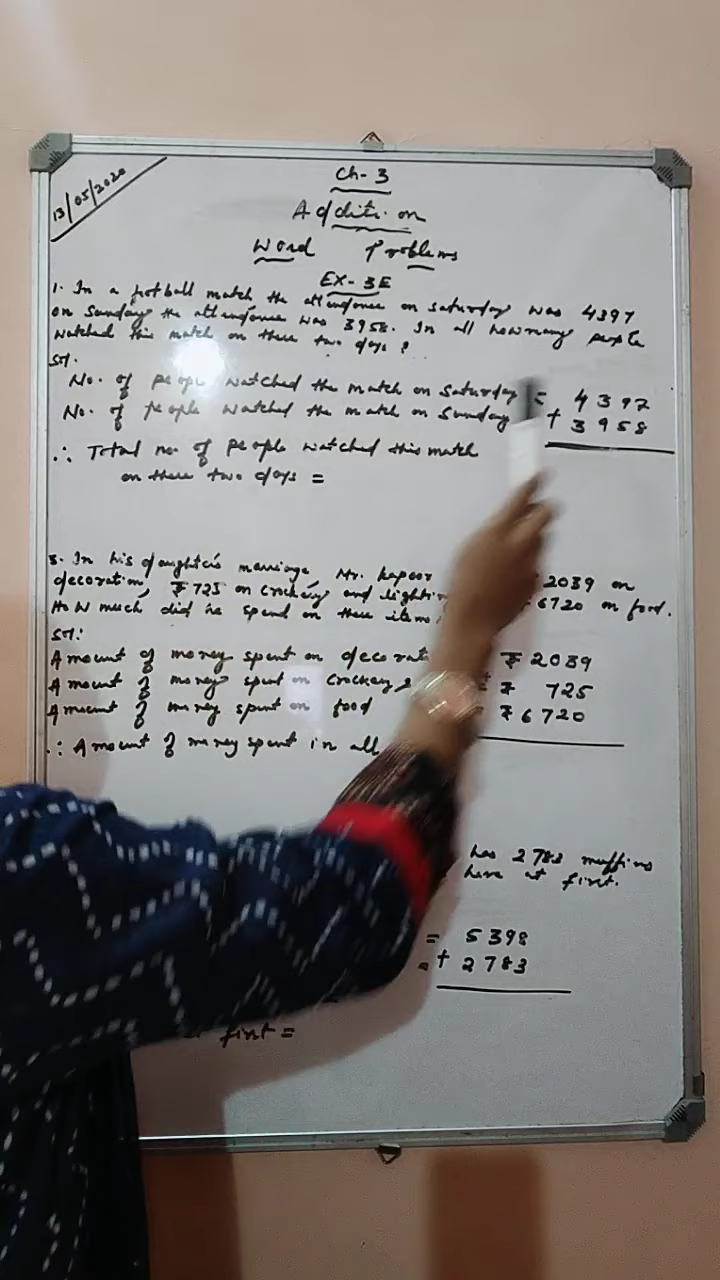 13/05/2020
Ch-3
Addition
Word Problems
EX-3E
1. In a football match the attendance on Saturday was 4397
on Sunday the attendance was 3958. In all how many people
watched this match on these two days?
Sol.
No. of people watched the match on Saturday = 4397
No. of people watched the match on Sunday + 3958
∴ Total no. of people watched this match
on these two days =
3. In his daughter's marriage Mr. Kapoor 2039 on
decoration, ₹725 on crockery and lighting 6720 on food.
How much did he spend on these items
Sol:
Amount of money spent on decorat ₹2039
Amount of money spent on crockery = ₹ 725
Amount of money spent on food = ₹6720
∴ Amount of money spent in all
has 2783 muffins
here at first.
= 5398
= + 2783
first =